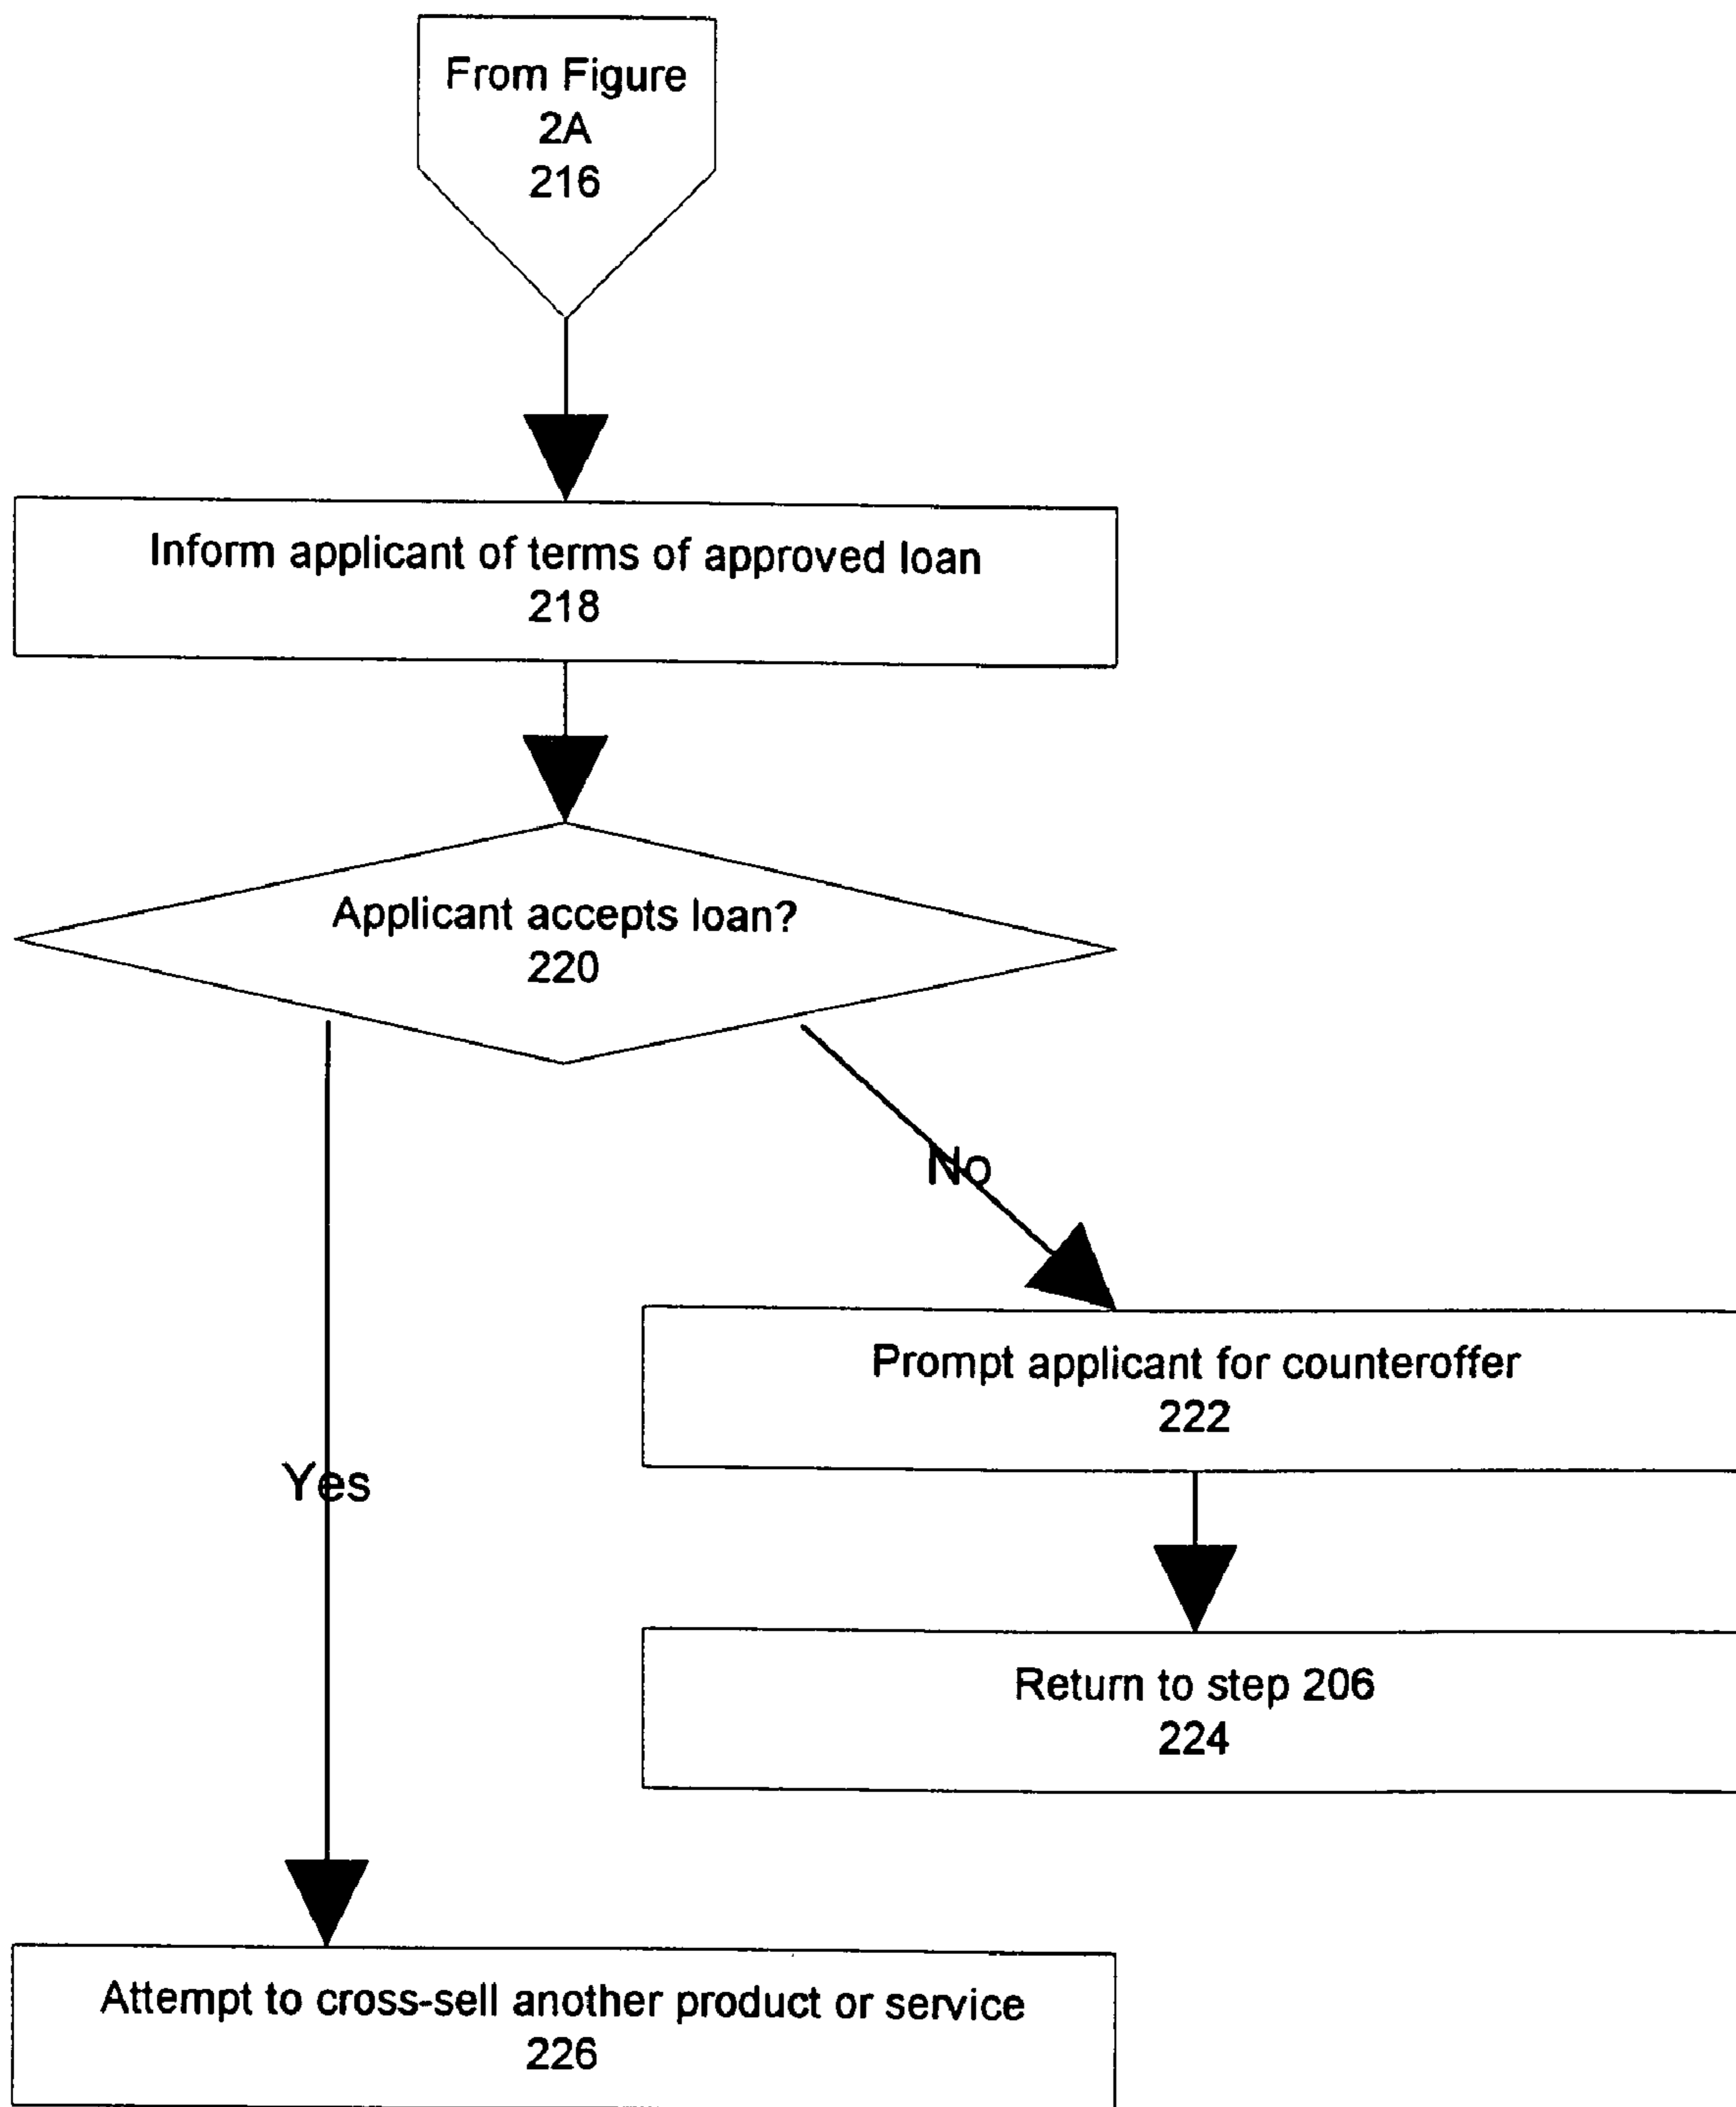 From Figure
2A
216
Inform applicant of terms of approved loan
218
Applicant accepts loan?
220
No
Prompt applicant for counteroffer
222
Yes
Return to step 206
224
Attempt to cross-sell another product or service
226